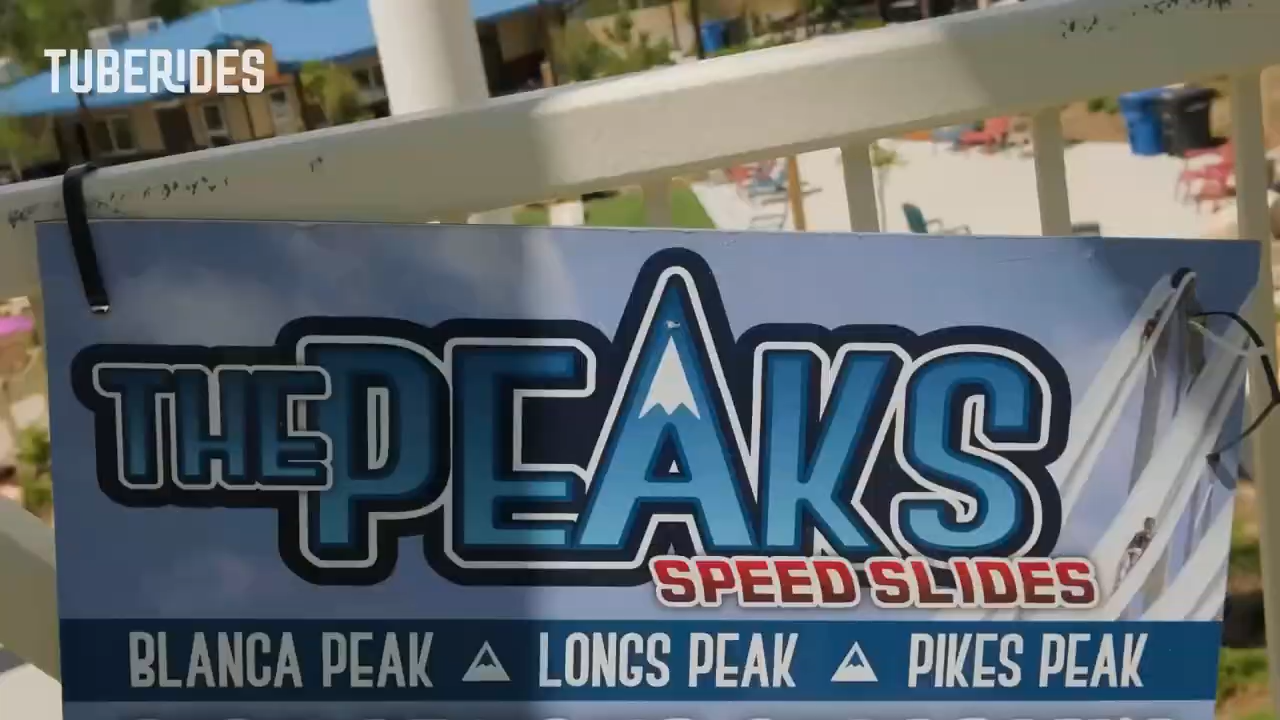 TUBERIDES
THE PEAKS
SPEED SLIDES
BLANCA PEAK LONGS PEAK PIKES PEAK